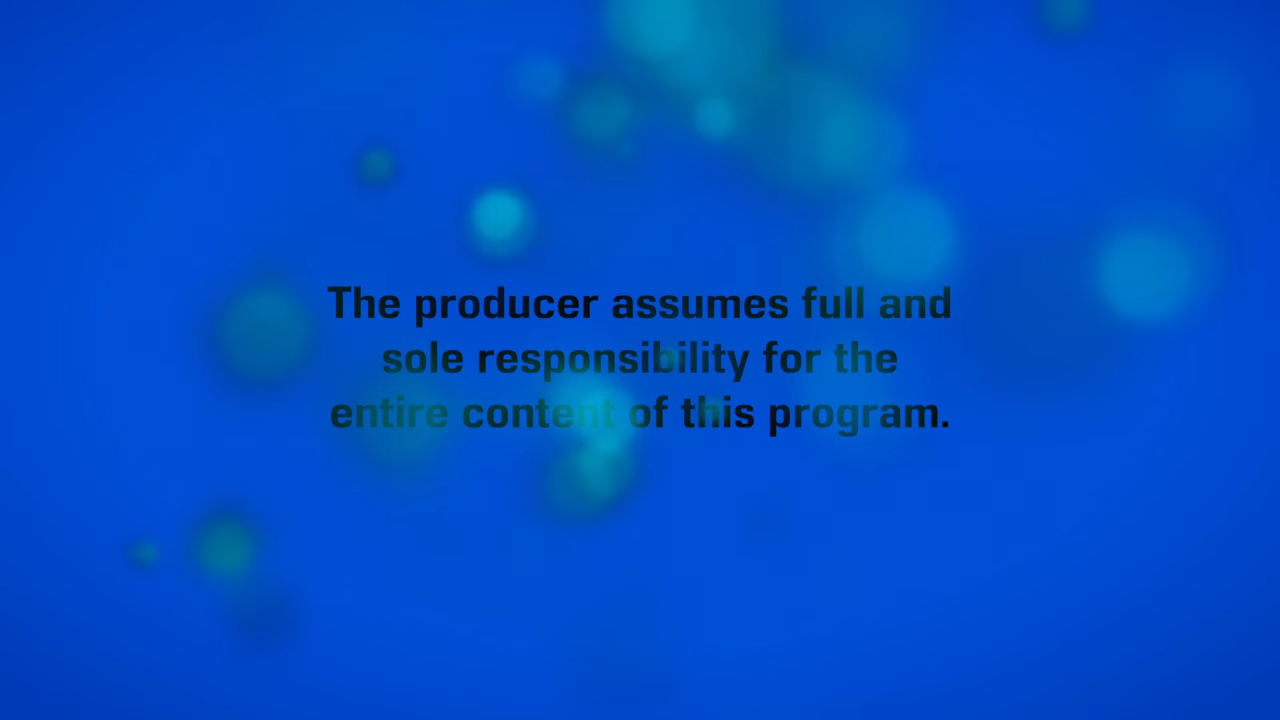 The producer assumes full and
sole responsibility for the
entire content of this program.